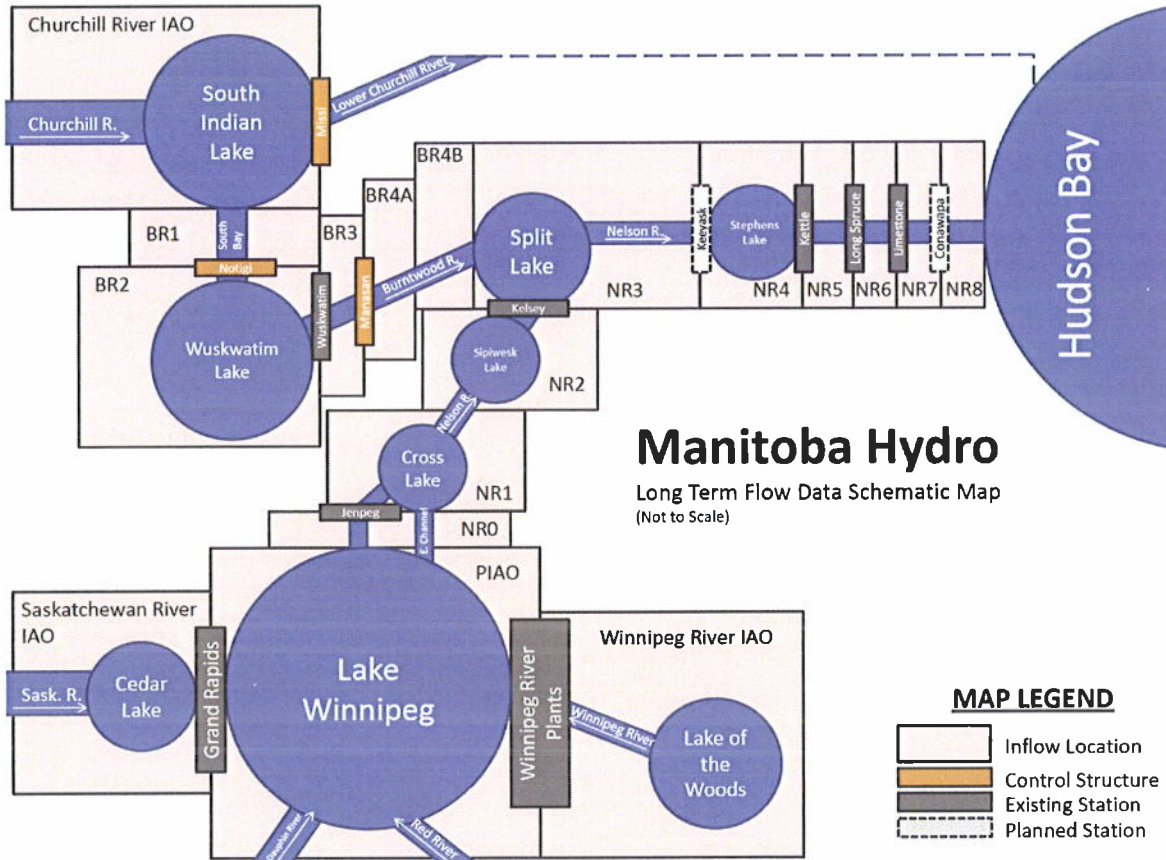 Churchill River IAO
South
Indian
Lake
Churchill R.
Missi
Lower Churchill River
BR1
South
Bay
Notigi
BR2
Wuskwatim
Lake
Wuskwatim
BR3
Manasan
BR4A
BR4B
Burntwood R.
Split
Lake
Nelson R.
NR3
Keeyask
Stephens
Lake
NR4
Kettle
NR5
Long Spruce
NR6
Limestone
NR7
Conawapa
NR8
Hudson Bay
Kelsey
Sipiwesk
Lake
NR2
Nelson R.
Cross
Lake
NR1
Jenpeg
NR0
E. Channel
PIAO
Manitoba Hydro
Long Term Flow Data Schematic Map
(Not to Scale)
Saskatchewan River
IAO
Sask. R.
Cedar
Lake
Grand Rapids
Lake
Winnipeg
Dauphin River
Red River
Winnipeg River
Plants
Winnipeg River IAO
Winnipeg River
Lake of
the
Woods
MAP LEGEND
Inflow Location
Control Structure
Existing Station
Planned Station